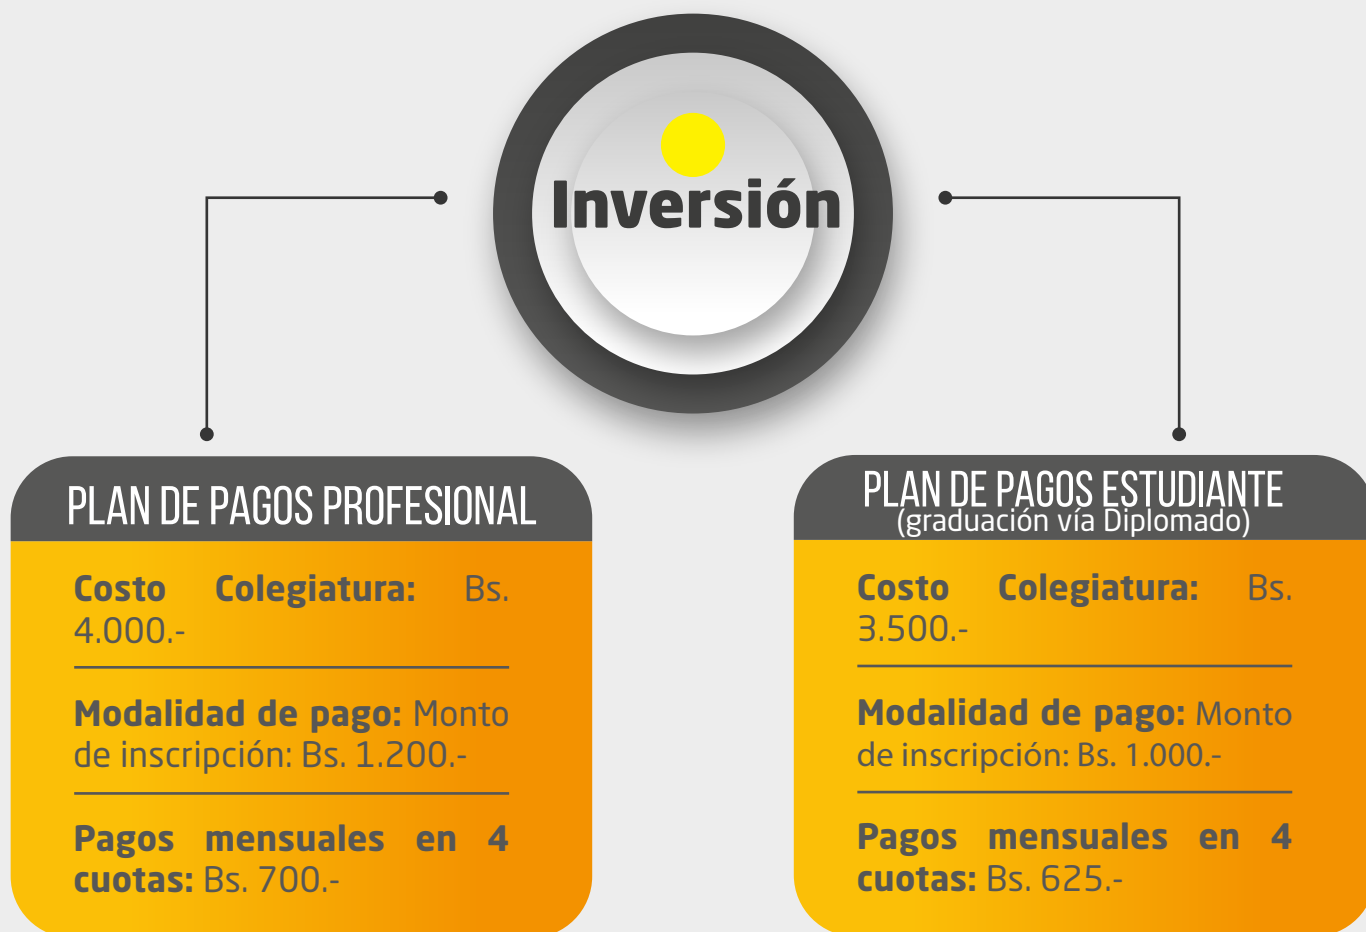 Inversión
PLAN DE PAGOS PROFESIONAL
Costo Colegiatura: Bs.
4.000.-
Modalidad de pago: Monto
de inscripción: Bs. 1.200.-
Pagos mensuales en 4
cuotas: Bs. 700.-
PLAN DE PAGOS ESTUDIANTE
(graduación vía Diplomado)
Costo Colegiatura: Bs.
3.500.-
Modalidad de pago: Monto
de inscripción: Bs. 1.000.-
Pagos mensuales en 4
cuotas: Bs. 625.-